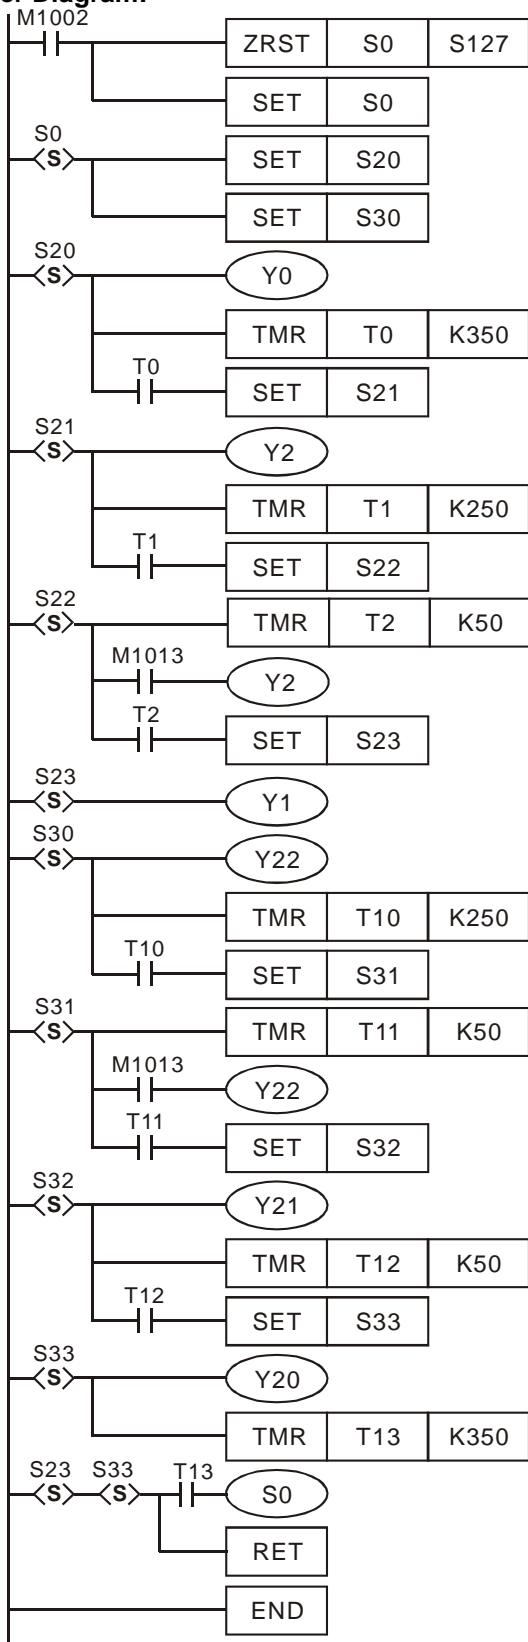 M1002
ZRST S0 S127
SET S0
S0
S SET S20
SET S30
S20
S Y0
TMR T0 K350
T0
SET S21
S21
S Y2
TMR T1 K250
T1
SET S22
S22
S TMR T2 K50
M1013
Y2
T2
SET S23
S23
S Y1
S30
S Y22
TMR T10 K250
T10
SET S31
S31
S TMR T11 K50
M1013
Y22
T11
SET S32
S32
S Y21
TMR T12 K50
T12
SET S33
S33
S Y20
TMR T13 K350
S23 S33 T13
S S S0
RET
END